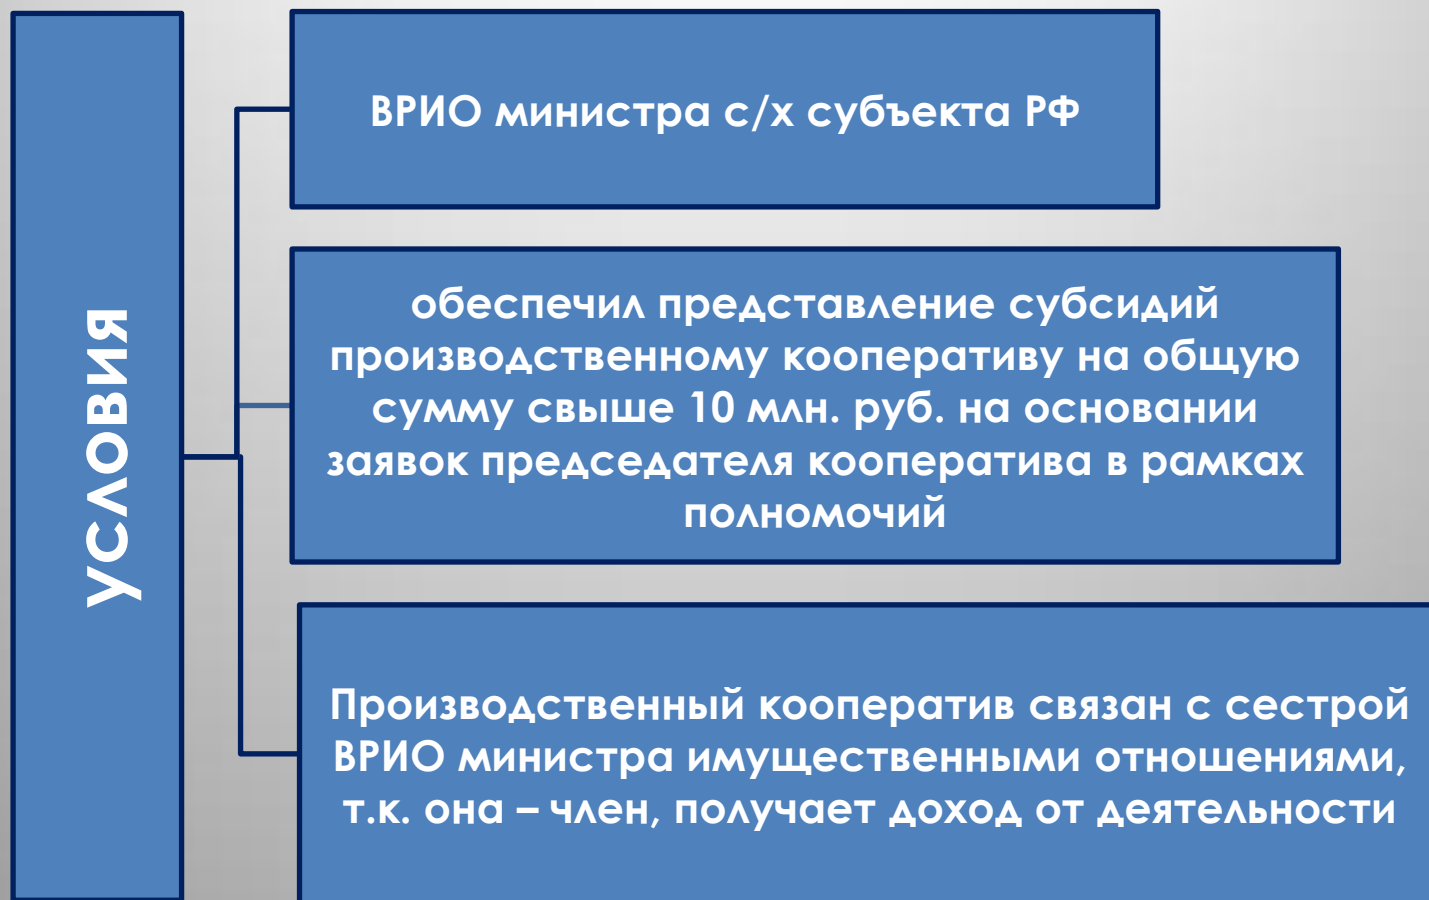 УСЛОВИЯ
ВРИО министра с/х субъекта РФ
обеспечил представление субсидий
производственному кооперативу на общую
сумму свыше 10 млн. руб. на основании
заявок председателя кооператива в рамках
полномочий
Производственный кооператив связан с сестрой
ВРИО министра имущественными отношениями,
т.к. она – член, получает доход от деятельности